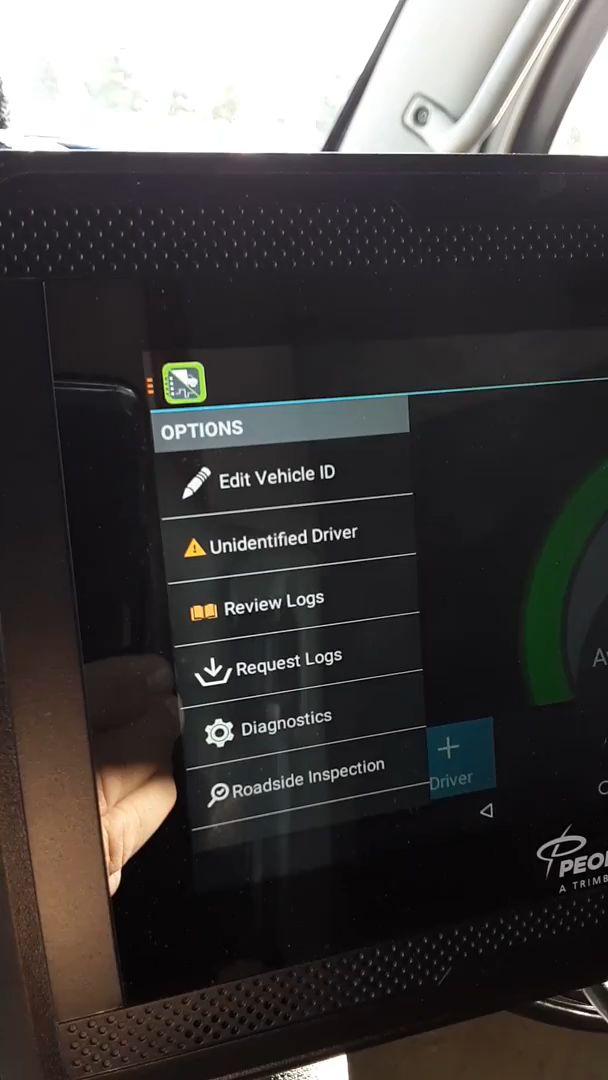 OPTIONS
Edit Vehicle ID
Unidentified Driver
Review Logs
Request Logs
Diagnostics
Roadside Inspection
Driver